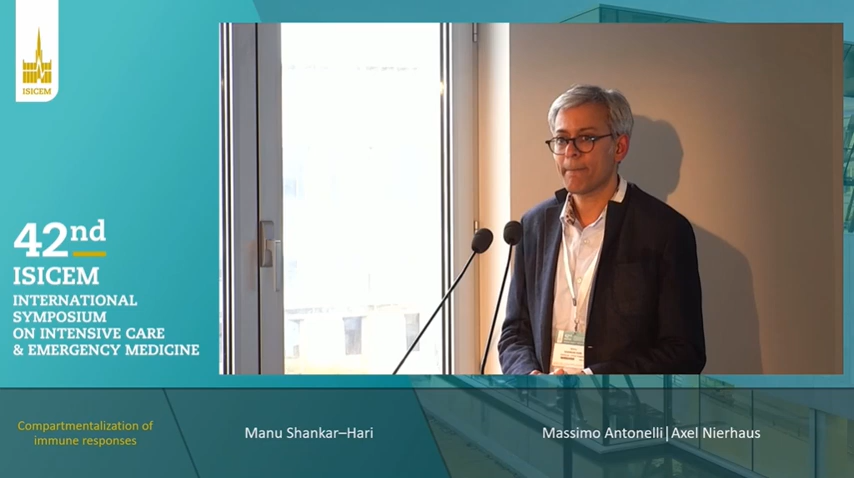 ISICEM
42nd
ISICEM
INTERNATIONAL
SYMPOSIUM
ON INTENSIVE CARE
& EMERGENCY MEDICINE
Compartmentalization of
immune responses
Manu Shankar–Hari
Massimo Antonelli|Axel Nierhaus